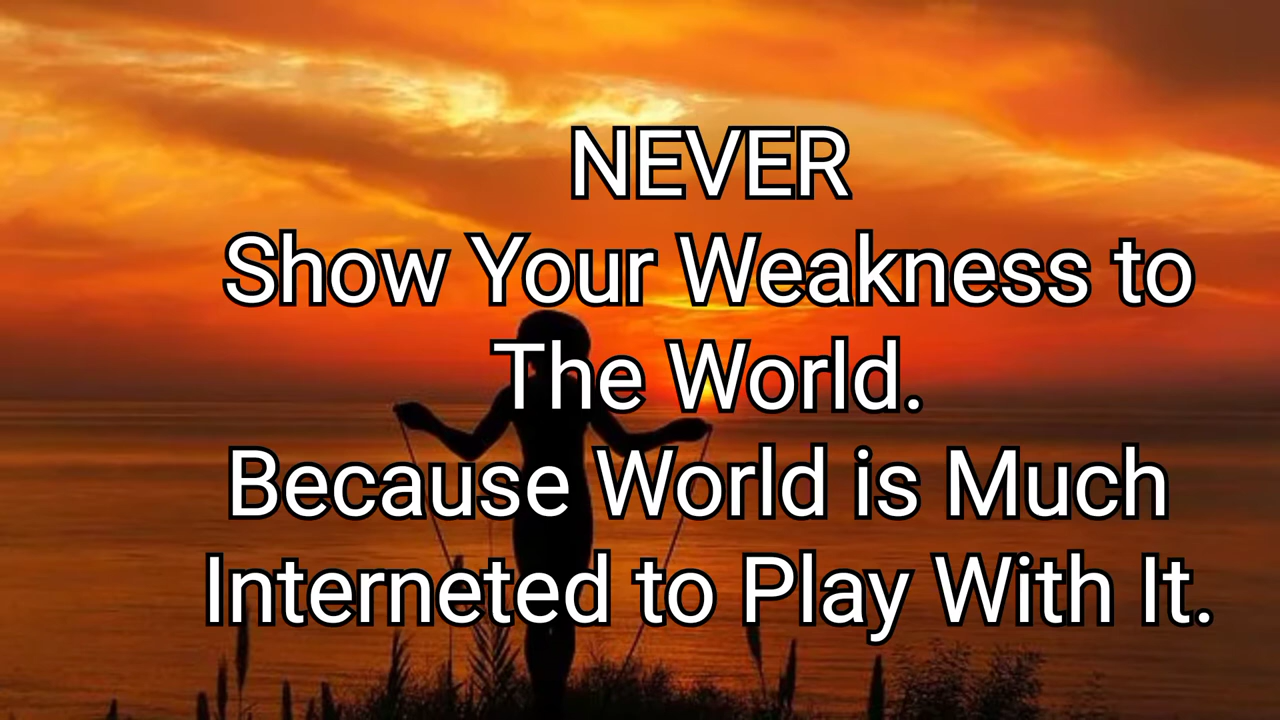 NEVER
Show Your Weakness to
The World.
Because World is Much
Interneted to Play With It.